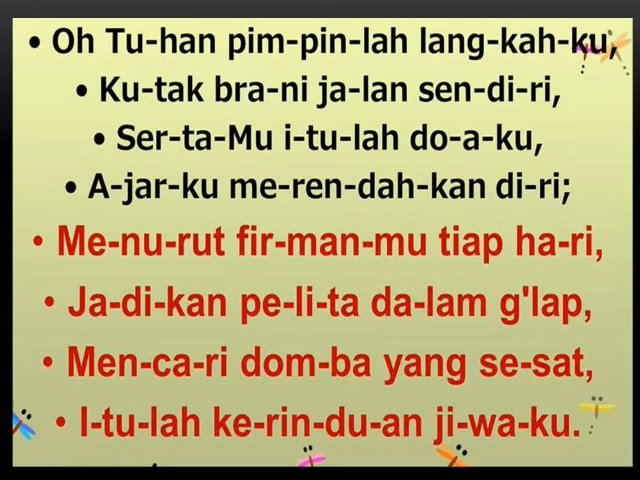 • Oh Tu-han pim-pin-lah lang-kah-ku,
• Ku-tak bra-ni ja-lan sen-di-ri,
• Ser-ta-Mu i-tu-lah do-a-ku,
• A-jar-ku me-ren-dah-kan di-ri;
• Me-nu-rut fir-man-mu tiap ha-ri,
• Ja-di-kan pe-li-ta da-lam g'lap,
• Men-ca-ri dom-ba yang se-sat,
• I-tu-lah ke-rin-du-an ji-wa-ku.